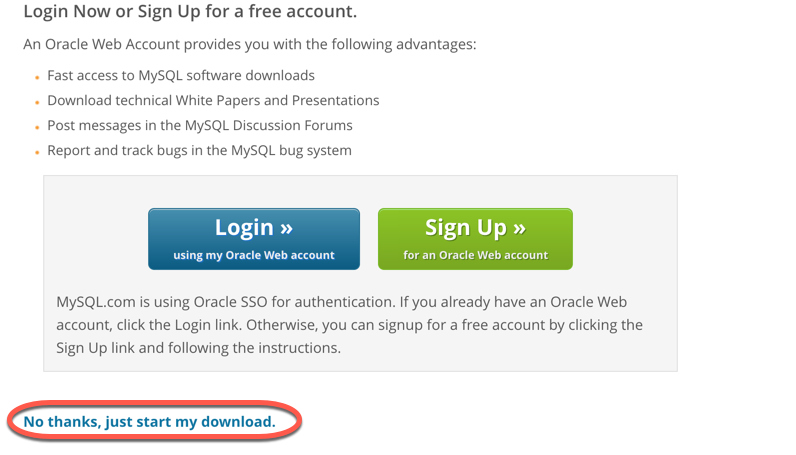 Login Now or Sign Up for a free account.
An Oracle Web Account provides you with the following advantages:
Fast access to MySQL software downloads
Download technical White Papers and Presentations
Post messages in the MySQL Discussion Forums
Report and track bugs in the MySQL bug system
Login »
using my Oracle Web account
Sign Up »
for an Oracle Web account
MySQL.com is using Oracle SSO for authentication. If you already have an Oracle Web
account, click the Login link. Otherwise, you can signup for a free account by clicking the
Sign Up link and following the instructions.
No thanks, just start my download.